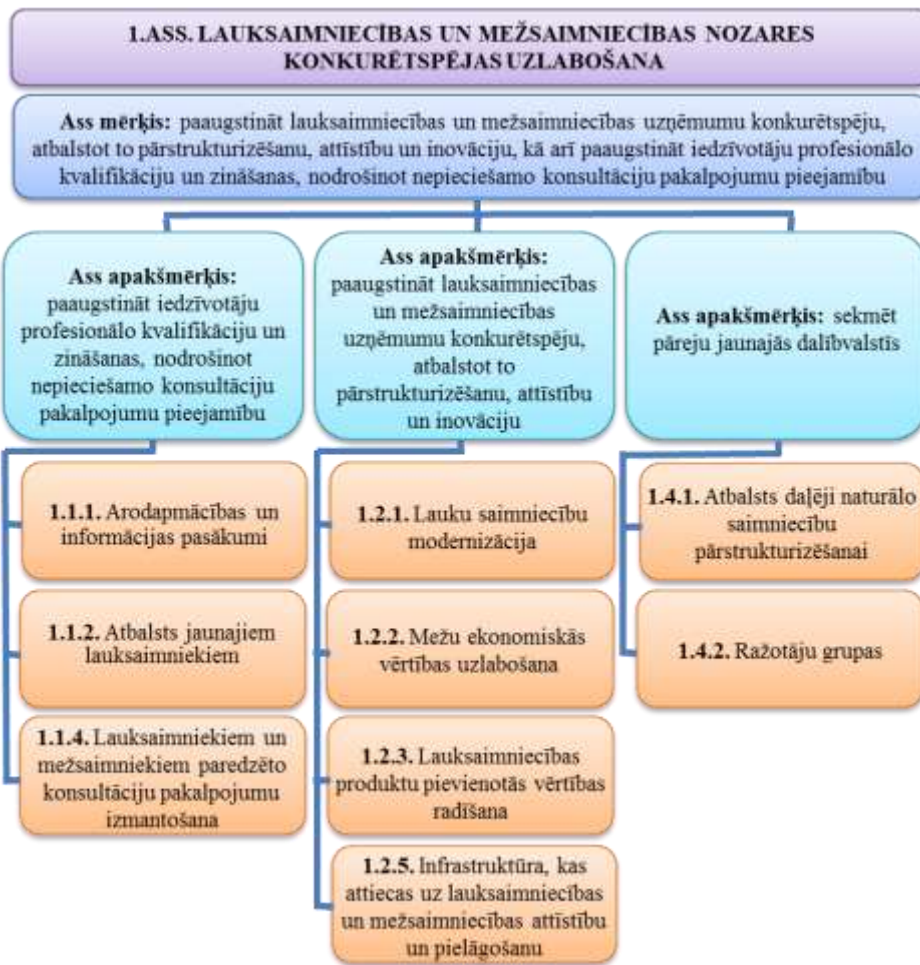 1.ASS. LAUKSAIMNIECĪBAS UN MEŽSAIMNIECĪBAS NOZARES
KONKURĒTSPĒJAS UZLABOŠANA
Ass mērķis: paaugstināt lauksaimniecības un mežsaimniecības uzņēmumu konkurētspēju,
atbalstot to pārstrukturizēšanu, attīstību un inovāciju, kā arī paaugstināt iedzīvotāju profesionālo
kvalifikāciju un zināšanas, nodrošinot nepieciešamo konsultāciju pakalpojumu pieejamību
Ass apakšmērķis:
paaugstināt iedzīvotāju
profesionālo kvalifikāciju un
zināšanas, nodrošinot
nepieciešamo konsultāciju
pakalpojumu pieejamību
Ass apakšmērķis:
paaugstināt lauksaimniecības
un mežsaimniecības
uzņēmumu konkurētspēju,
atbalstot to
pārstrukturizēšanu, attīstību
un inovāciju
Ass apakšmērķis: sekmēt
pāreju jaunajās dalībvalstīs
1.1.1. Arodapmācības un
informācijas pasākumi
1.1.2. Atbalsts jaunajiem
lauksaimniekiem
1.1.4. Lauksaimniekiem un
mežsaimniekiem paredzēto
konsultāciju pakalpojumu
izmantošana
1.2.1. Lauku saimniecību
modernizācija
1.2.2. Mežu ekonomiskās
vērtības uzlabošana
1.2.3. Lauksaimniecības
produktu pievienotās vērtības
radīšana
1.2.5. Infrastruktūra, kas
attiecas uz lauksaimniecības
un mežsaimniecības attīstību
un pielāgošanu
1.4.1. Atbalsts daļēji naturālo
saimniecību
pārstrukturizēšanai
1.4.2. Ražotāju grupas